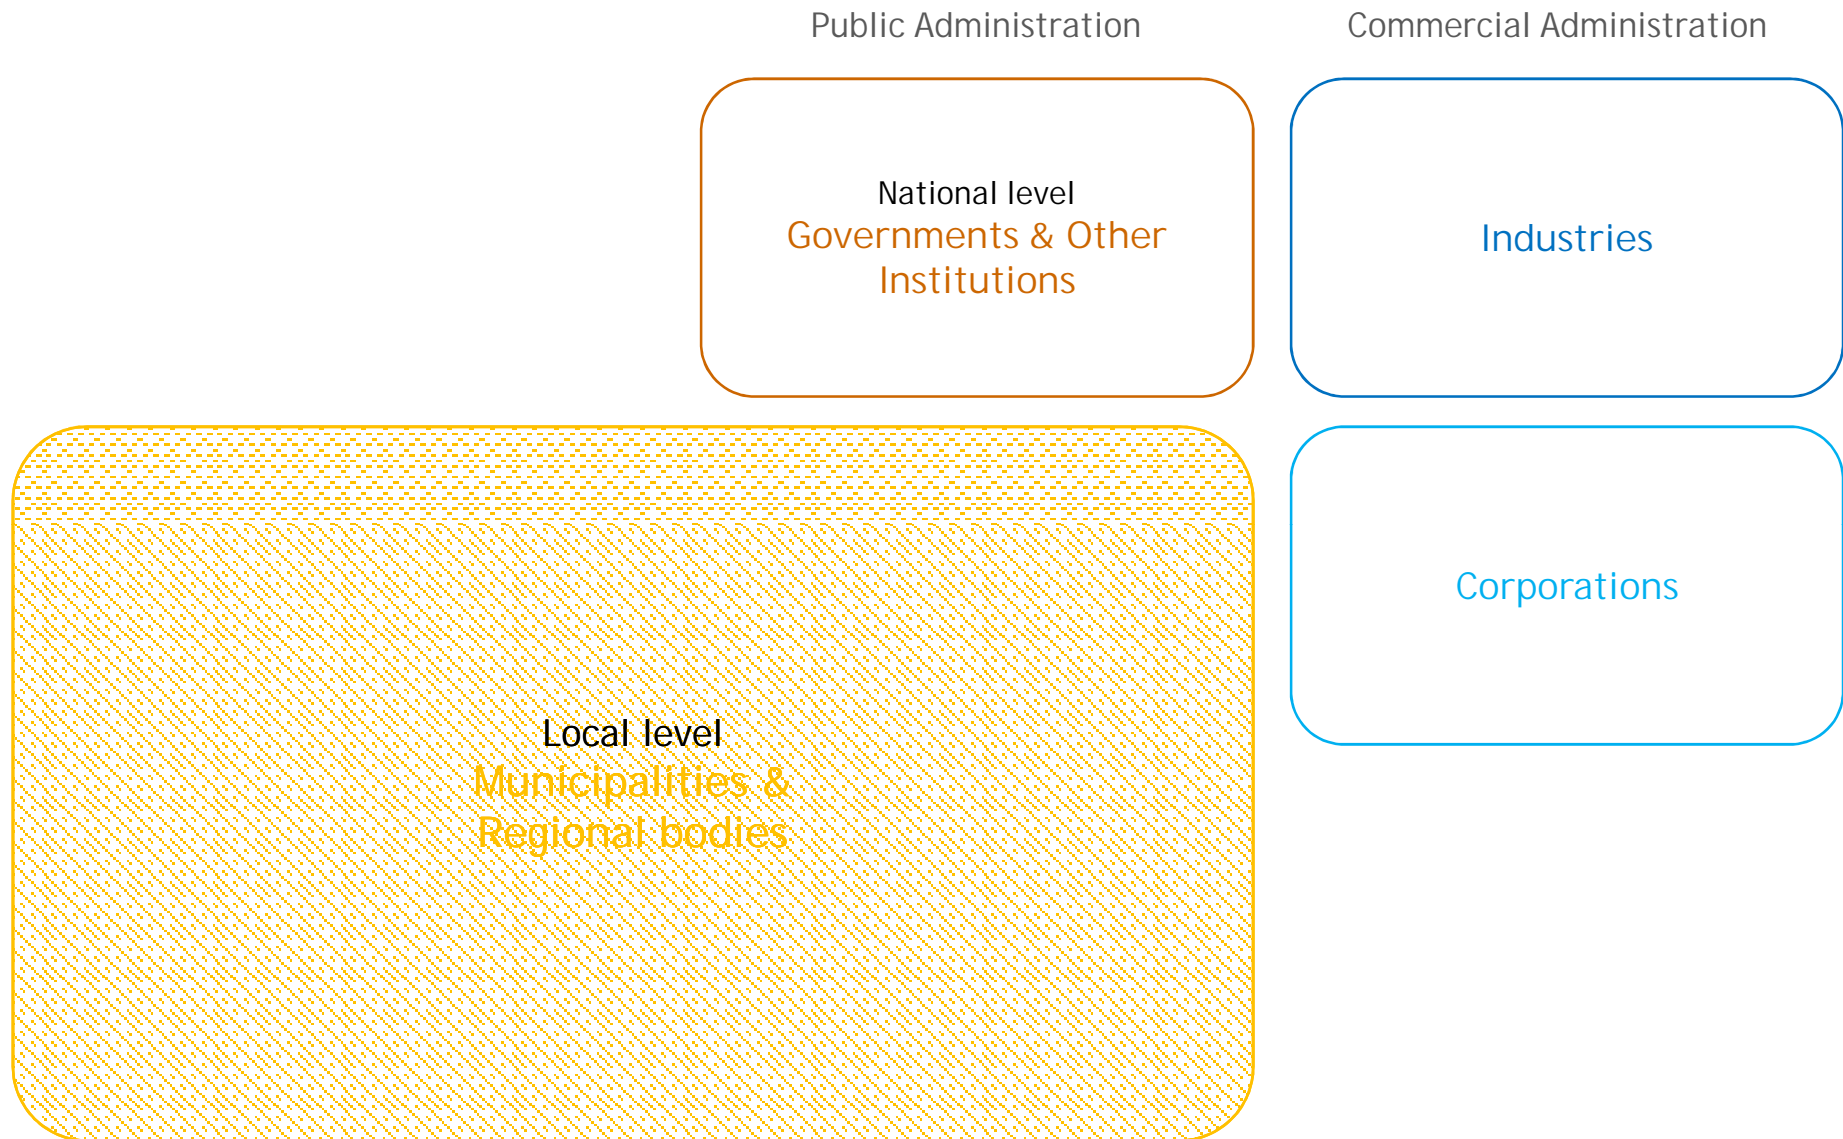 Public Administration
Commercial Administration
National level
Governments & Other
Institutions
Industries
Corporations
Local level
Municipalities &
Regional bodies